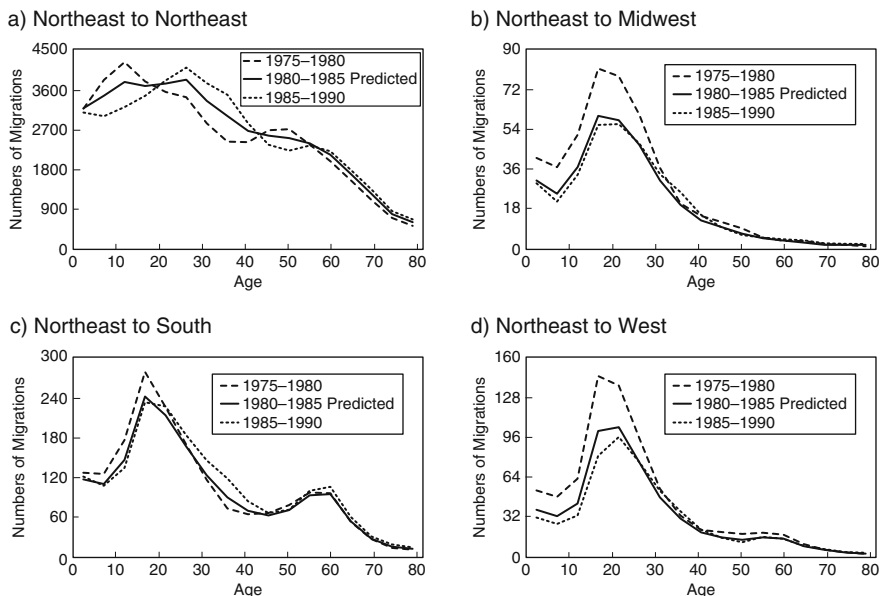 a) Northeast to Northeast
Numbers of Migrations
4500
3600
2700
1800
900
0
1975–1980
1980–1985 Predicted
1985–1990
0 10 20 30 40 50 60 70 80
Age
b) Northeast to Midwest
Numbers of Migrations
90
72
54
36
18
0
1975–1980
1980–1985 Predicted
1985–1990
0 10 20 30 40 50 60 70 80
Age
c) Northeast to South
Numbers of Migrations
300
240
180
120
60
0
1975–1980
1980–1985 Predicted
1985–1990
0 10 20 30 40 50 60 70 80
Age
d) Northeast to West
Numbers of Migrations
160
128
96
64
32
0
1975–1980
1980–1985 Predicted
1985–1990
0 10 20 30 40 50 60 70 80
Age